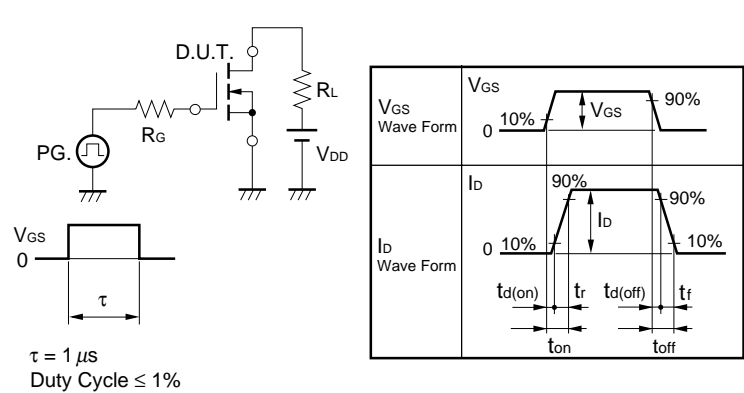 D.U.T.
RL
RG
PG.
VDD
VGS
0
τ
τ = 1 μs
Duty Cycle ≤ 1%
VGS
Wave Form
VGS
10%
0
VGS
90%
ID
Wave Form
ID
90%
90%
ID
0 10%
10%
td(on) tr td(off) tf
ton toff